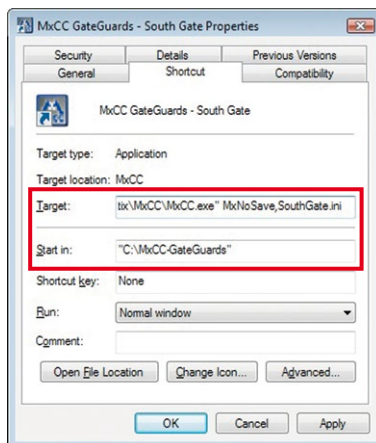 MxCC GateGuards - South Gate Properties
Security Details Previous Versions
General Shortcut Compatibility
MxCC GateGuards - South Gate
Target type: Application
Target location: MxCC
Target: tix\MxCC\MxCC.exe" MxNoSave,SouthGate.ini
Start in: "C:\MxCC-GateGuards"
Shortcut key: None
Run: Normal window
Comment:
Open File Location Change Icon... Advanced...
OK Cancel Apply